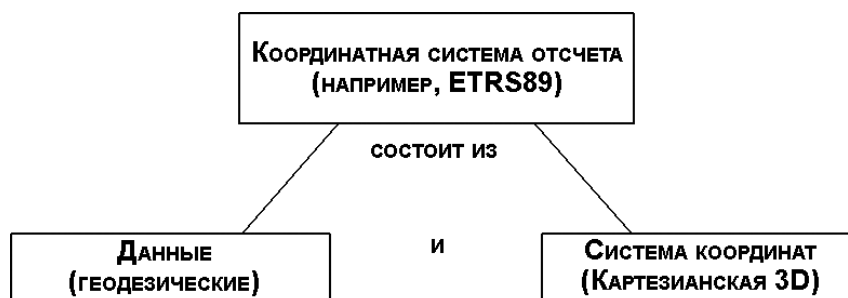 Координатная система отсчета
(например, ETRS89)
состоит из
Данные
(геодезические)
и
Система координат
(Картезианская 3D)